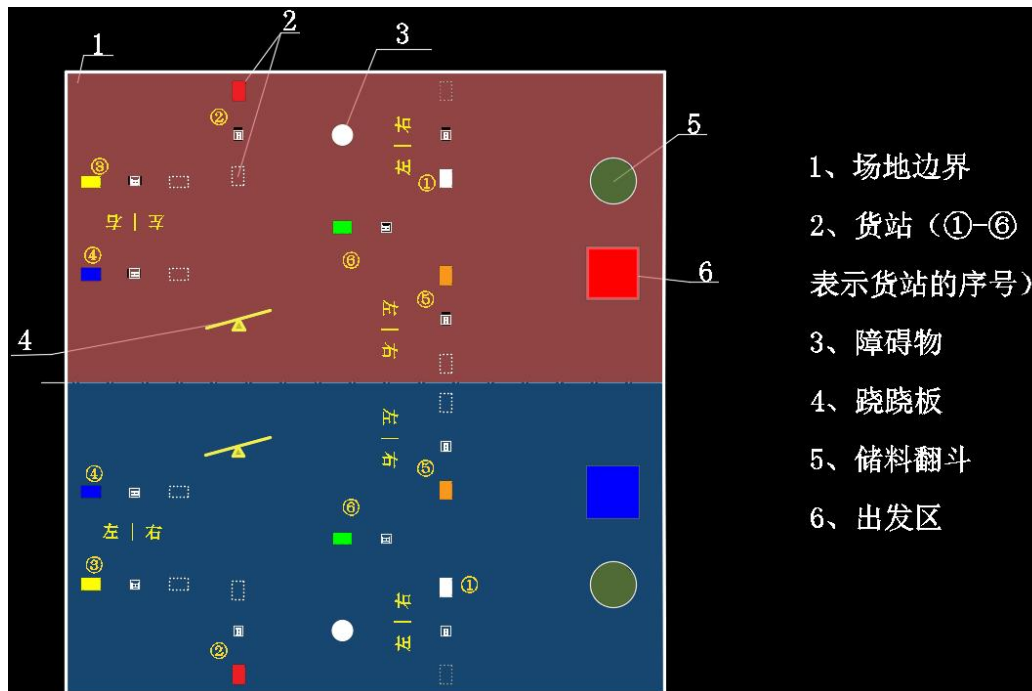 1
2
3
②
左|右
5
③
①
左|右
④
⑥
⑤
6
左|右
4
左|右
④
⑤
⑥
左|右
③
①
左|右
②
1、场地边界
2、货站（①-⑥
表示货站的序号）
3、障碍物
4、跷跷板
5、储料翻斗
6、出发区